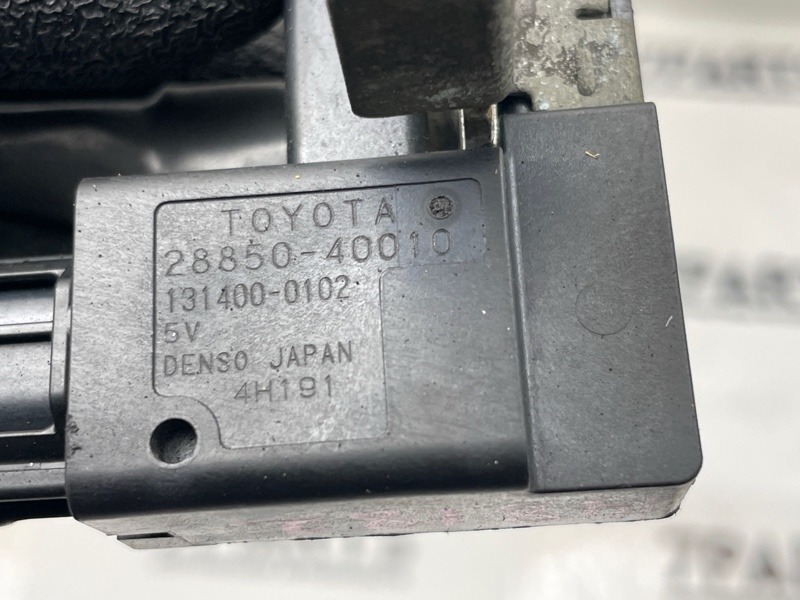 TOYOTA
28850-40010
131400-0102
5V
DENSO JAPAN
4H191